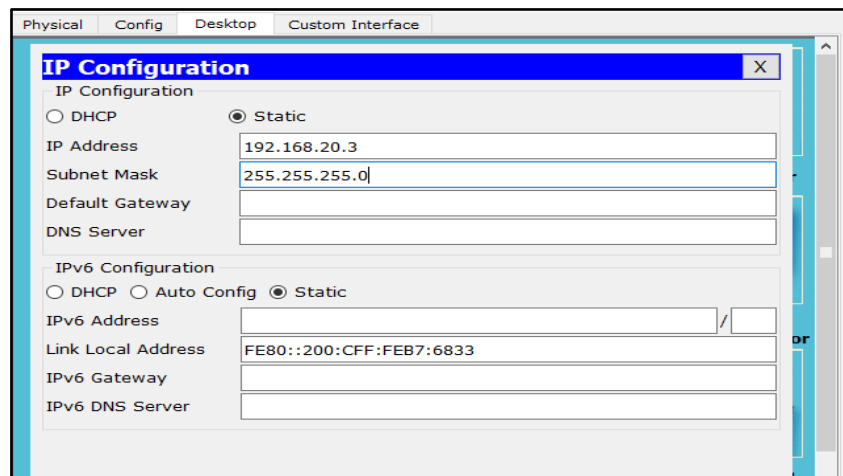 Physical Config Desktop Custom Interface
IP Configuration X
IP Configuration
DHCP Static
IP Address 192.168.20.3
Subnet Mask 255.255.255.0
Default Gateway
DNS Server
IPv6 Configuration
DHCP Auto Config Static
IPv6 Address /
Link Local Address FE80::200:CFF:FEB7:6833
IPv6 Gateway
IPv6 DNS Server